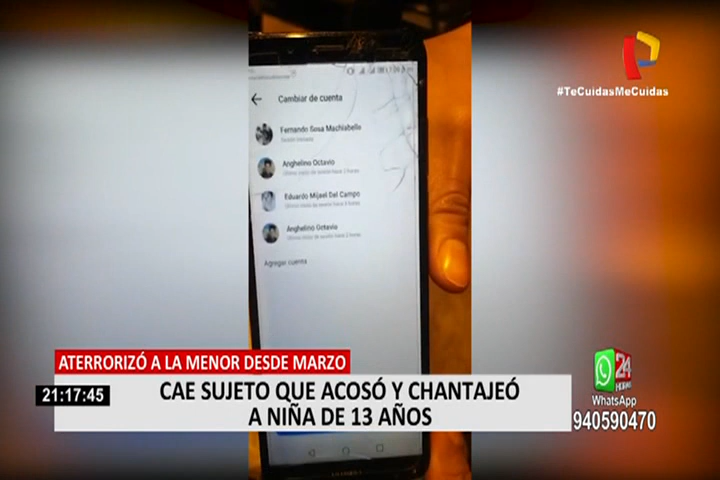 #TeCuidasMeCuidas
Cambiar de cuenta
Fernando Sosa Machiabello
Anghelino Octavio
Eduardo Mijael Del Campo
Anghelino Octavio
Agregar cuenta
ATERRORIZÓ A LA MENOR DESDE MARZO
CAE SUJETO QUE ACOSÓ Y CHANTAJEÓ
A NIÑA DE 13 AÑOS
21:17:45
24
HORAS
WhatsApp
940590470